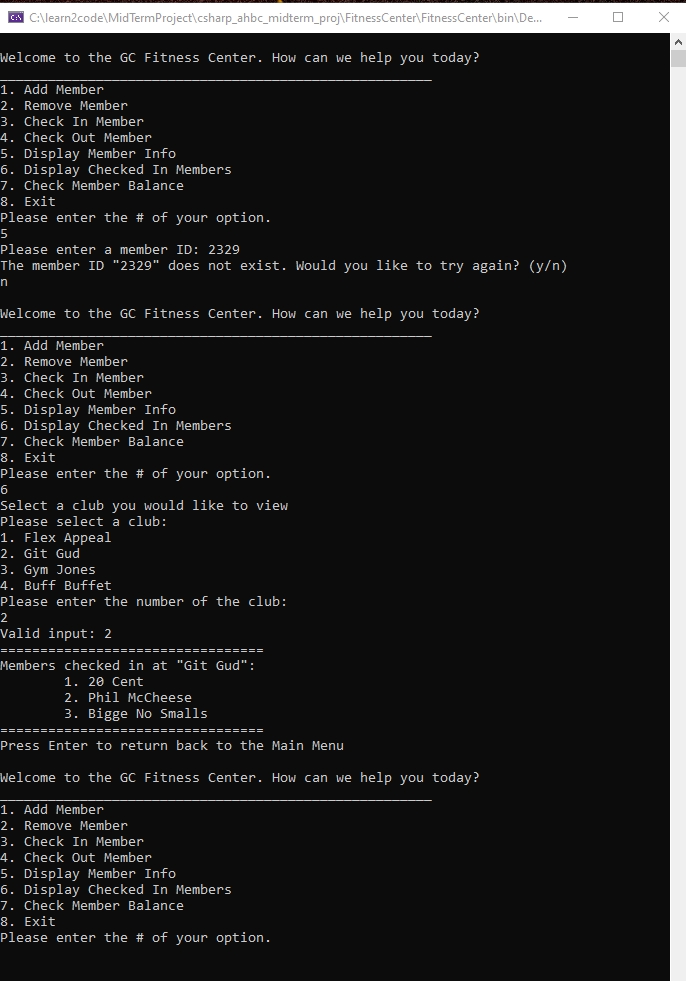 C:\learn2code\MidTermProject\csharp_ahbc_midterm_proj\FitnessCenter\FitnessCenter\bin\De...
Welcome to the GC Fitness Center. How can we help you today?
______________________________________________________
1. Add Member
2. Remove Member
3. Check In Member
4. Check Out Member
5. Display Member Info
6. Display Checked In Members
7. Check Member Balance
8. Exit
Please enter the # of your option.
5
Please enter a member ID: 2329
The member ID "2329" does not exist. Would you like to try again? (y/n)
n
Welcome to the GC Fitness Center. How can we help you today?
______________________________________________________
1. Add Member
2. Remove Member
3. Check In Member
4. Check Out Member
5. Display Member Info
6. Display Checked In Members
7. Check Member Balance
8. Exit
Please enter the # of your option.
6
Select a club you would like to view
Please select a club:
1. Flex Appeal
2. Git Gud
3. Gym Jones
4. Buff Buffet
Please enter the number of the club:
2
Valid input: 2
=================================
Members checked in at "Git Gud":
1. 20 Cent
2. Phil McCheese
3. Bigge No Smalls
=================================
Press Enter to return back to the Main Menu
Welcome to the GC Fitness Center. How can we help you today?
______________________________________________________
1. Add Member
2. Remove Member
3. Check In Member
4. Check Out Member
5. Display Member Info
6. Display Checked In Members
7. Check Member Balance
8. Exit
Please enter the # of your option.